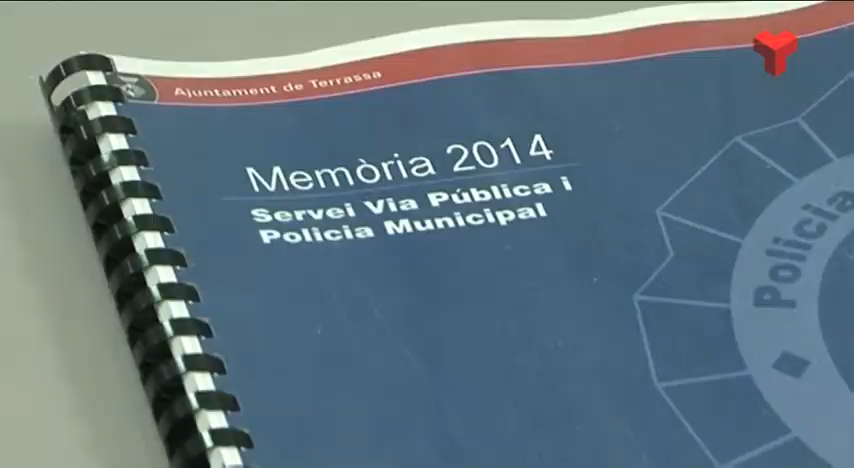 Ajuntament de Terrassa
Memòria 2014
Servei Via Pública i
Policia Municipal
Policia